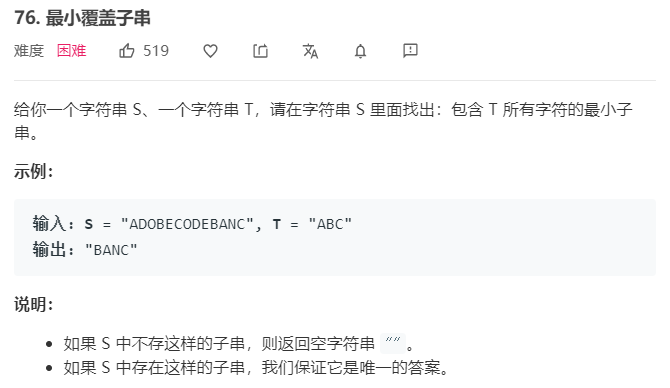 76. 最小覆盖子串
难度 困难 519
给你一个字符串 S、一个字符串 T，请在字符串 S 里面找出：包含 T 所有字符的最小子
串。
示例：
输入：S = "ADOBECODEBANC", T = "ABC"
输出："BANC"
说明：
• 如果 S 中不存在这样的子串，则返回空字符串 ""。
• 如果 S 中存在这样的子串，我们保证它是唯一的答案。